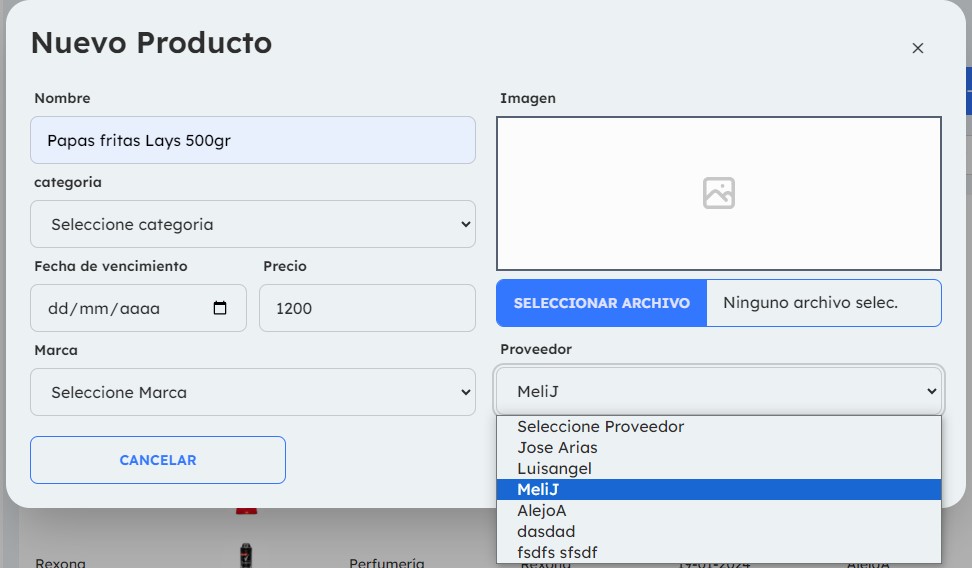 Nuevo Producto
Nombre
Papas fritas Lays 500gr
categoria
Seleccione categoria
Fecha de vencimiento
Precio
dd/mm/aaaa
1200
Marca
Seleccione Marca
CANCELAR
Imagen
SELECCIONAR ARCHIVO
Ninguno archivo selec.
Proveedor
MeliJ
Seleccione Proveedor
Jose Arias
Luisangel
MeliJ
AlejoA
dasdad
fsdfs sfsdf
Rexona
Perfumeria
Rexona
19-01-2024
AlejoA